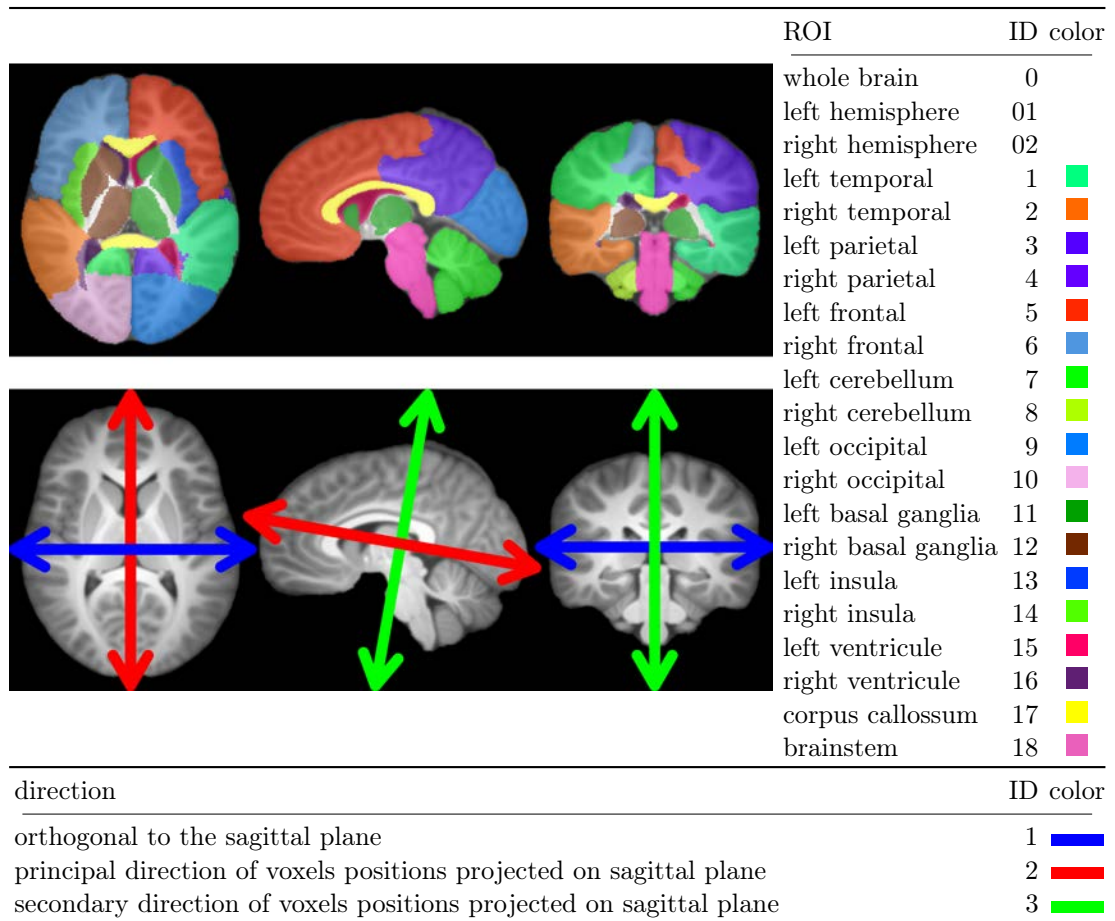 ROI ID color
whole brain 0
left hemisphere 01
right hemisphere 02
left temporal 1
right temporal 2
left parietal 3
right parietal 4
left frontal 5
right frontal 6
left cerebellum 7
right cerebellum 8
left occipital 9
right occipital 10
left basal ganglia 11
right basal ganglia 12
left insula 13
right insula 14
left ventricule 15
right ventricule 16
corpus callossum 17
brainstem 18
direction ID color
orthogonal to the sagittal plane 1
principal direction of voxels positions projected on sagittal plane 2
secondary direction of voxels positions projected on sagittal plane 3